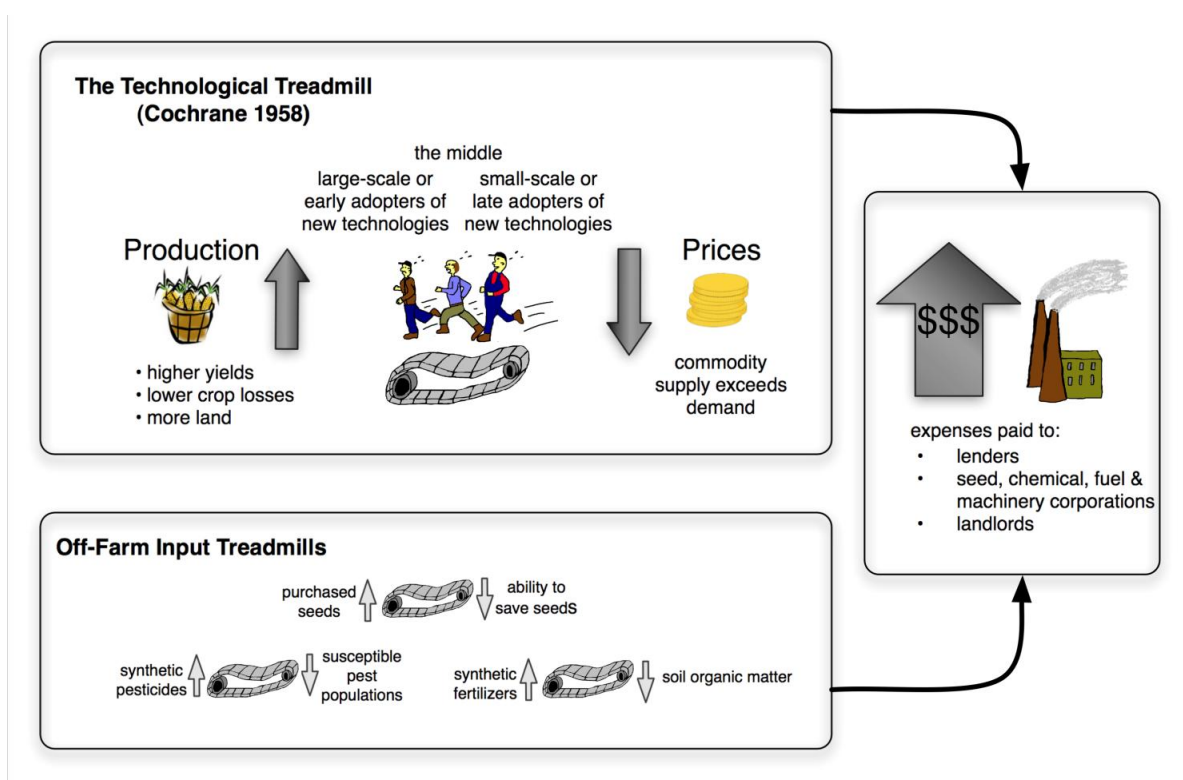 The Technological Treadmill
(Cochrane 1958)
the middle
large-scale or
early adopters of
new technologies
small-scale or
late adopters of
new technologies
Production
• higher yields
• lower crop losses
• more land
Prices
commodity
supply exceeds
demand
$$$
expenses paid to:
• lenders
• seed, chemical, fuel &
machinery corporations
• landlords
Off-Farm Input Treadmills
purchased
seeds
ability to
save seedS
synthetic
pesticides
susceptible
pest
populations
synthetic
fertilizers
soil organic matter